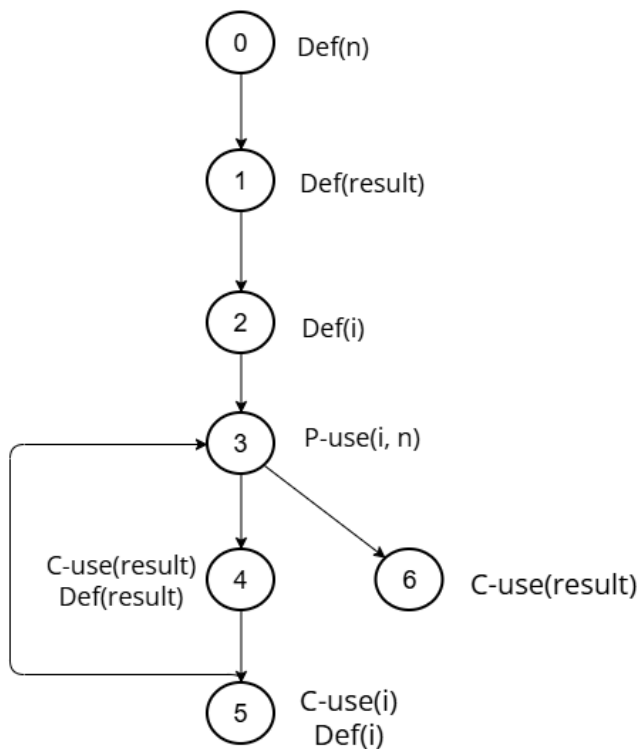 0
Def(n)
1
Def(result)
2
Def(i)
3
P-use(i, n)
C-use(result)
Def(result)
4
6
C-use(result)
5
C-use(i)
Def(i)